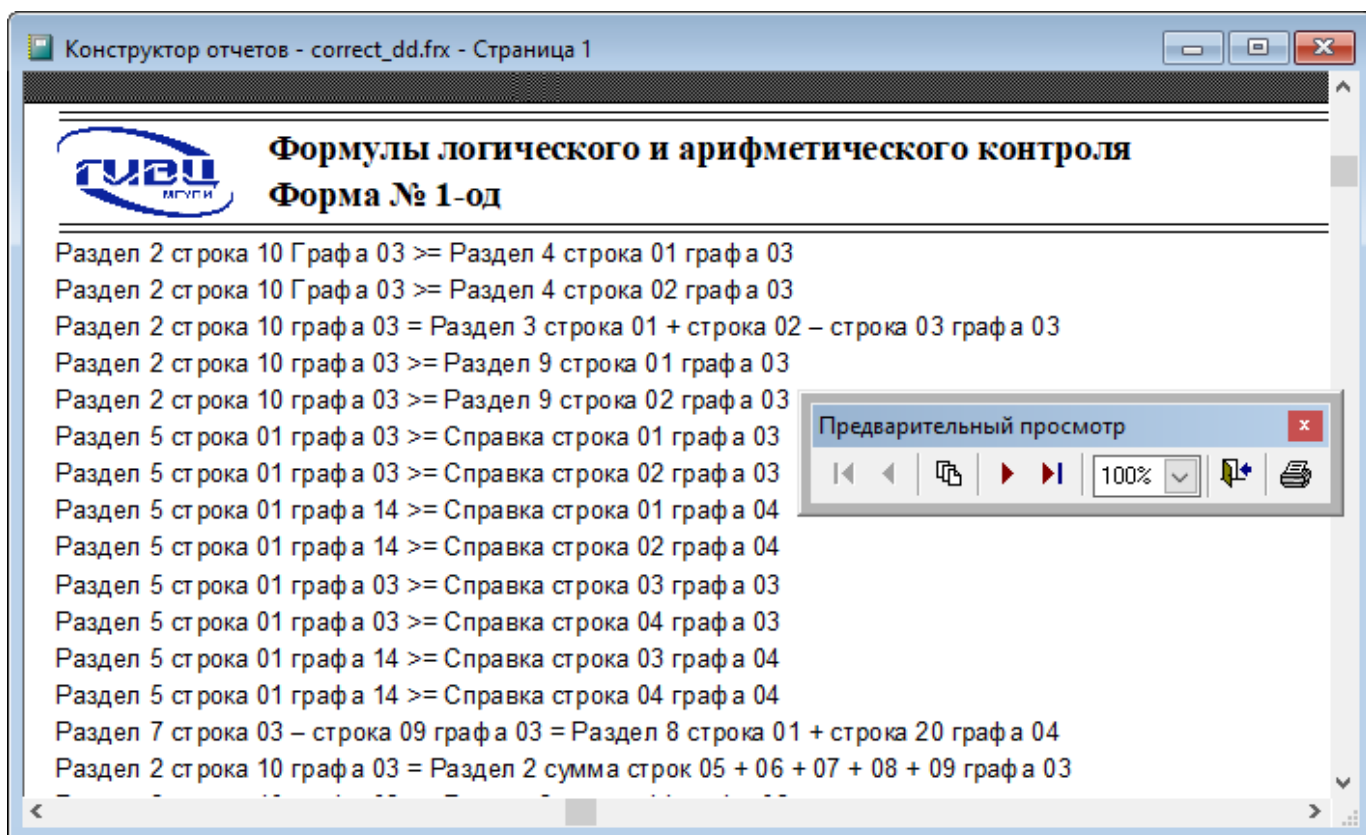 Конструктор отчетов - correct_dd.frx - Страница 1
ГИВЦ
МГУПИ
Формулы логического и арифметического контроля
Форма № 1-од
Раздел 2 строка 10 Графа 03 >= Раздел 4 строка 01 графа 03
Раздел 2 строка 10 Графа 03 >= Раздел 4 строка 02 графа 03
Раздел 2 строка 10 графа 03 = Раздел 3 строка 01 + строка 02 – строка 03 графа 03
Раздел 2 строка 10 графа 03 >= Раздел 9 строка 01 графа 03
Раздел 2 строка 10 графа 03 >= Раздел 9 строка 02 графа 03
Раздел 5 строка 01 графа 03 >= Справка строка 01 графа 03
Раздел 5 строка 01 графа 03 >= Справка строка 02 графа 03
Раздел 5 строка 01 графа 14 >= Справка строка 01 графа 04
Раздел 5 строка 01 графа 14 >= Справка строка 02 графа 04
Раздел 5 строка 01 графа 03 >= Справка строка 03 графа 03
Раздел 5 строка 01 графа 03 >= Справка строка 04 графа 03
Раздел 5 строка 01 графа 14 >= Справка строка 03 графа 04
Раздел 5 строка 01 графа 14 >= Справка строка 04 графа 04
Раздел 7 строка 03 – строка 09 графа 03 = Раздел 8 строка 01 + строка 20 графа 04
Раздел 2 строка 10 графа 03 = Раздел 2 сумма строк 05 + 06 + 07 + 08 + 09 графа 03
Предварительный просмотр
100%